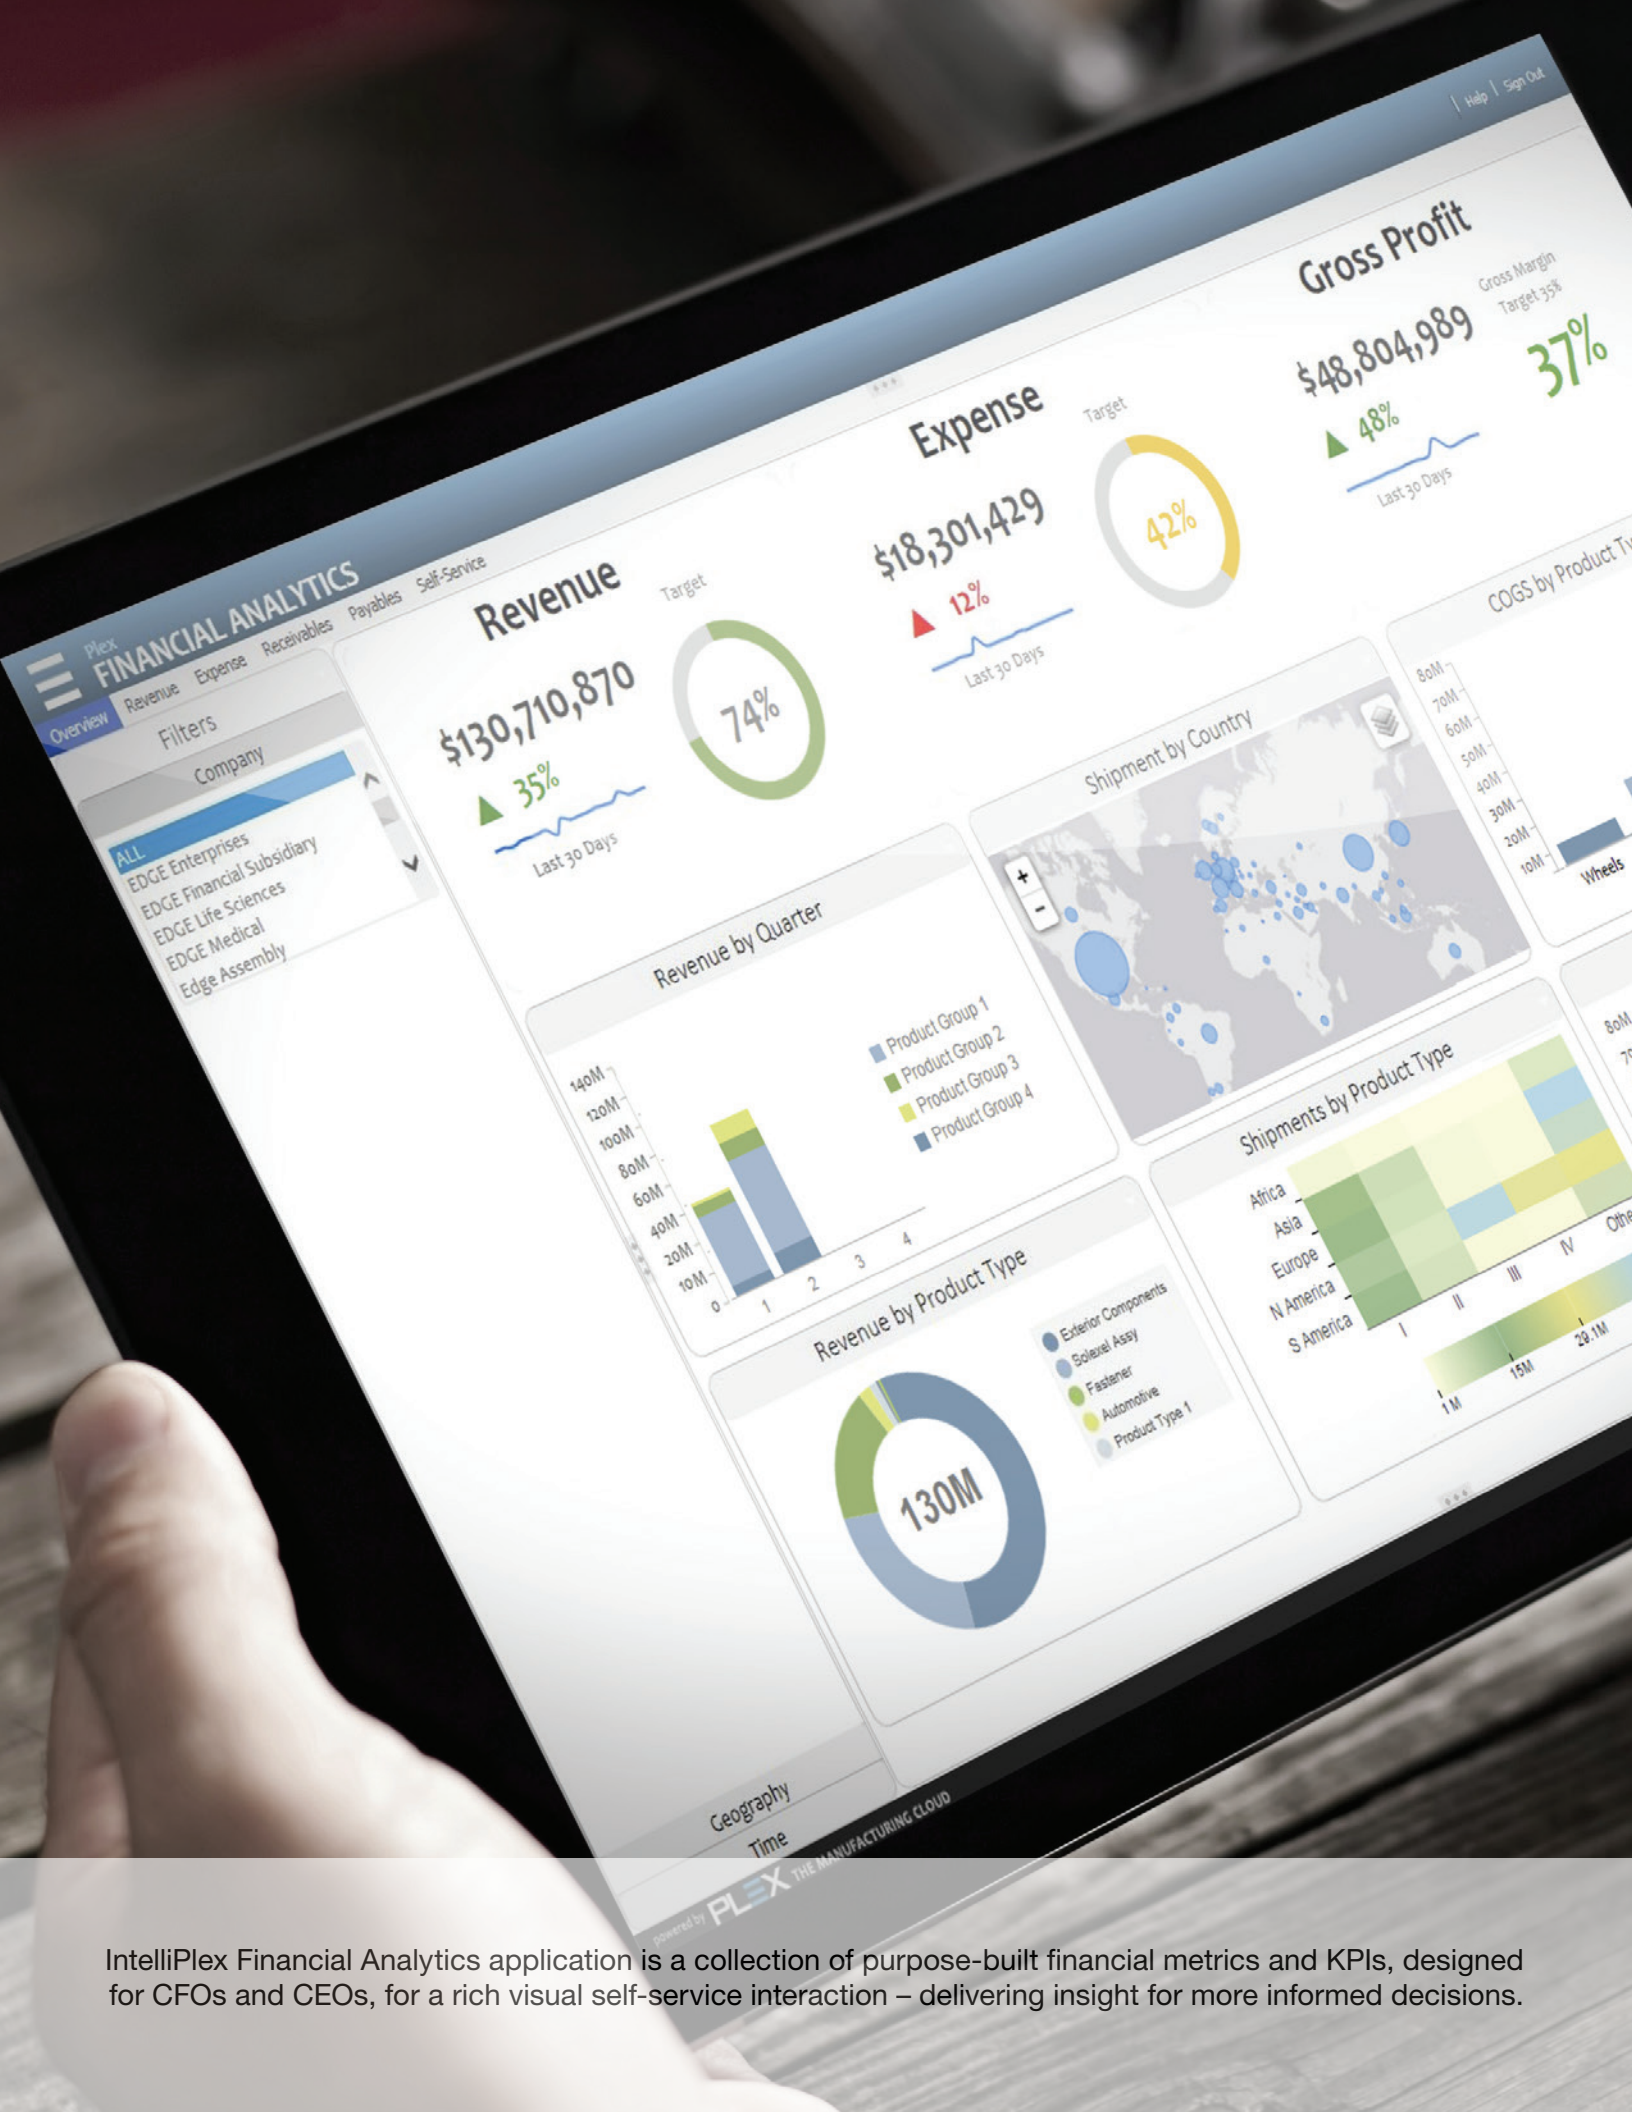 Help | Sign Out
Plex
FINANCIAL ANALYTICS
Overview Revenue Expense Receivables Payables Self-Service
Filters
Company
ALL
EDGE Enterprises
EDGE Financial Subsidiary
EDGE Life Sciences
EDGE Medical
Edge Assembly
Geography
Time
Revenue
$130,710,870
35%
Last 30 Days
Target
74%
Expense
$18,301,429
12%
Last 30 Days
Target
42%
Gross Profit
$48,804,989
48%
Last 30 Days
Gross Margin
Target 35%
37%
Revenue by Quarter
140M
120M
100M
80M
60M
40M
20M
10M
0
1 2 3 4
Product Group 1
Product Group 2
Product Group 3
Product Group 4
Shipment by Country
+
-
COGS by Product
80M
70M
60M
50M
40M
30M
20M
10M
Wheels
Revenue by Product Type
130M
Exterior Components
Bolexel Assy
Fastener
Automotive
Product Type 1
Shipments by Product Type
Africa
Asia
Europe
N America
S America
I II III IV
1 M 15M 29.1M
80M
powered by PLEX THE MANUFACTURING CLOUD
IntelliPlex Financial Analytics application is a collection of purpose-built financial metrics and KPIs, designed
for CFOs and CEOs, for a rich visual self-service interaction – delivering insight for more informed decisions.